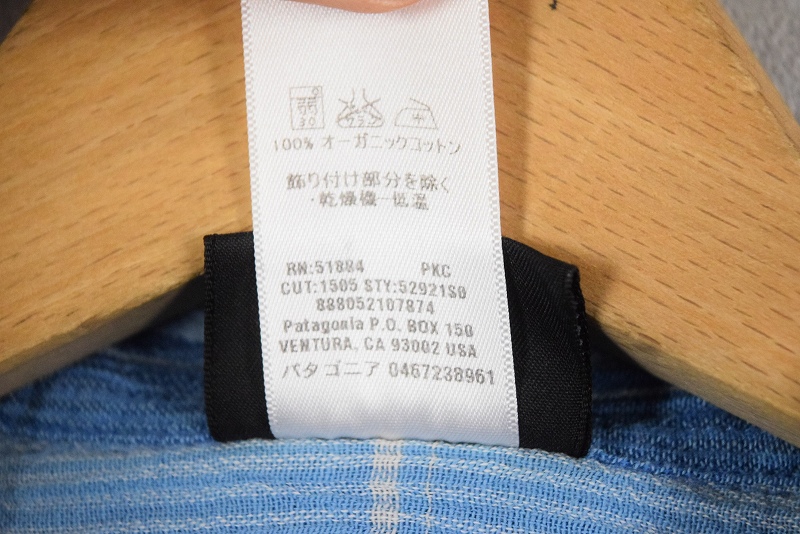 30
100% オーガニックコットン
飾り付け部分を除く
・乾燥機一低温
RN:51884 PKC
CUT:1505 STY:52921S0
888052107874
Patagonia P.O. BOX 150
VENTURA, CA 93002 USA
パタゴニア 0467238961